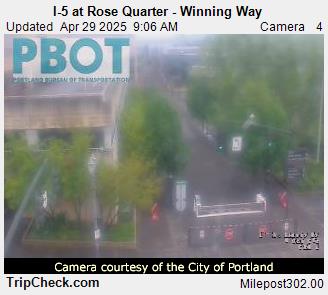 I-5 at Rose Quarter - Winning Way
Updated  Apr 29 2025  9:06 AM
Camera  4
PBOT
PORTLAND BUREAU OF TRANSPORTATION
Camera courtesy of the City of Portland
TripCheck.com
Milepost302.00